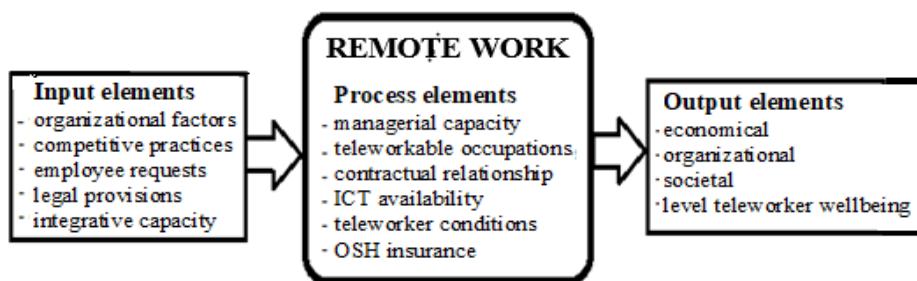 Input elements
- organizational factors
- competitive practices
- employee requests
- legal provisions
- integrative capacity
REMOTE WORK
Process elements
- managerial capacity
- teleworkable occupations
- contractual relationship
- ICT availability
- teleworker conditions
- OSH insurance
Output elements
- economical
- organizational
- societal
- level teleworker wellbeing